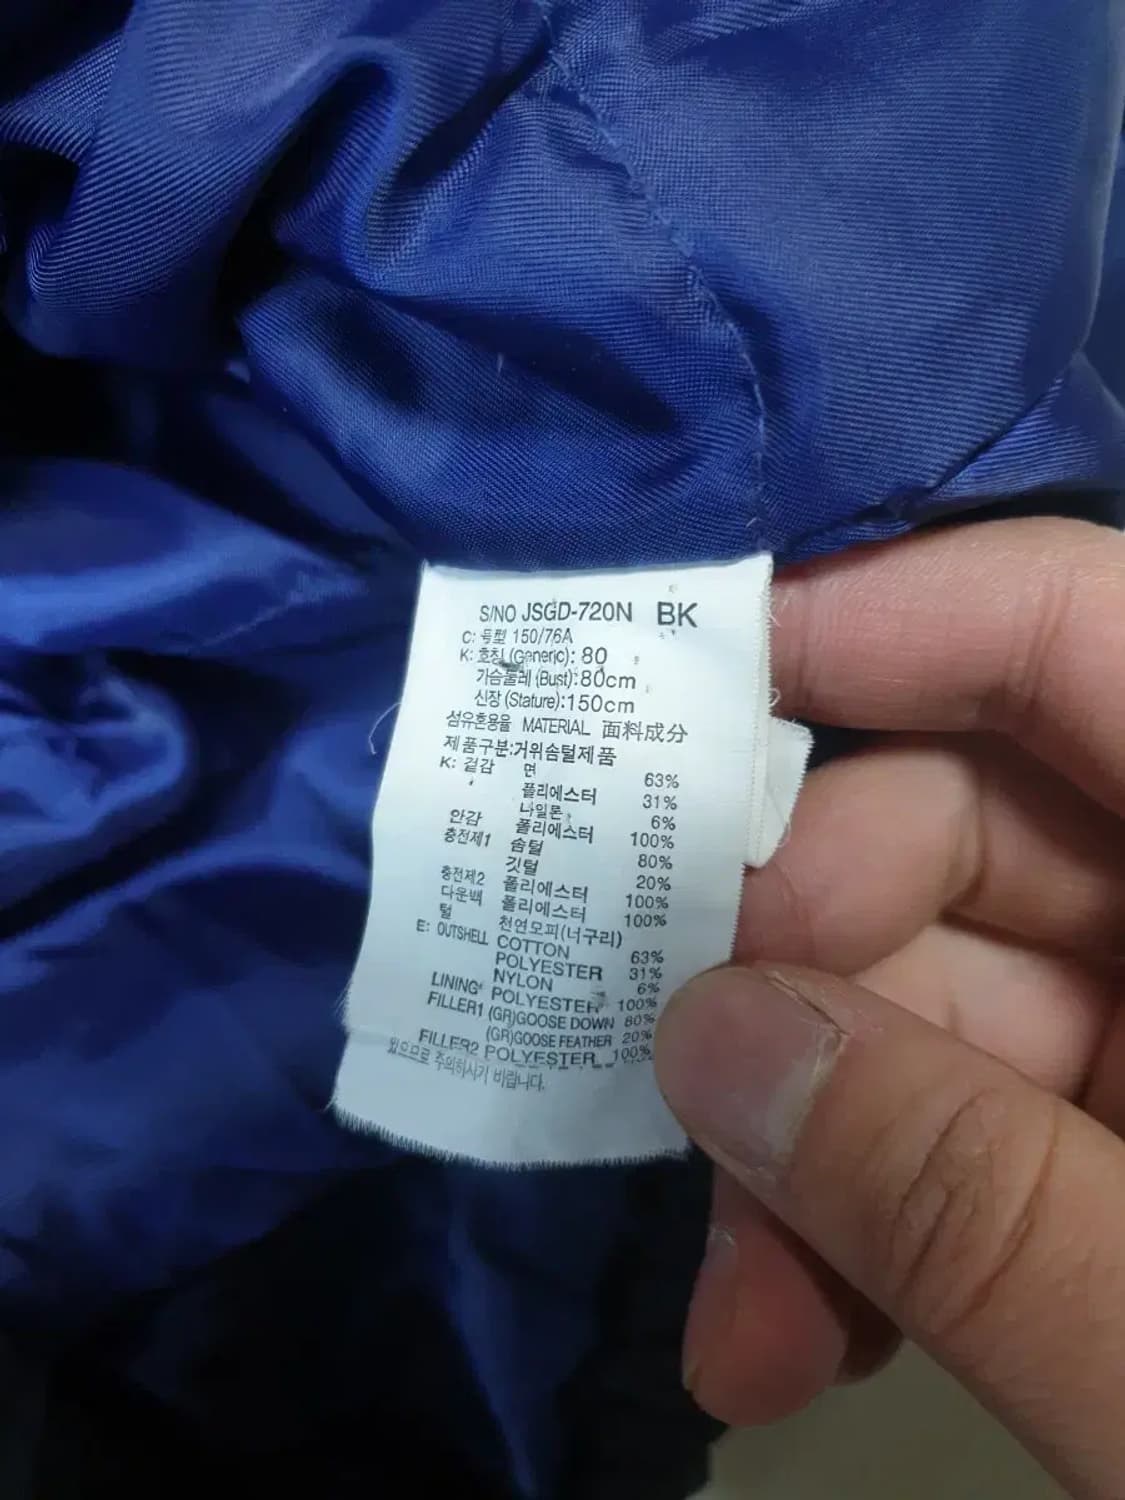 S/NO JSGD-720N BK
C: 号型 150/76A
K: 호칭 (Generic): 80
가슴둘레 (Bust):80cm
신장 (Stature):150cm
섬유혼용율 MATERIAL 面料成分
제품구분:거위솜털제품
K: 겉감 면 63%
폴리에스터 31%
나일론 6%
안감 폴리에스터 100%
충전제1 솜털 80%
깃털 20%
충전제2 폴리에스터 100%
다운백 폴리에스터 100%
털 천연모피(너구리)
E: OUTSHELL COTTON 63%
POLYESTER 31%
NYLON 6%
LINING POLYESTER 100%
FILLER1 (GR)GOOSE DOWN 80%
(GR)GOOSE FEATHER 20%
FILLER2 POLYESTER 100%
있으므로 주의하시기 바랍니다.